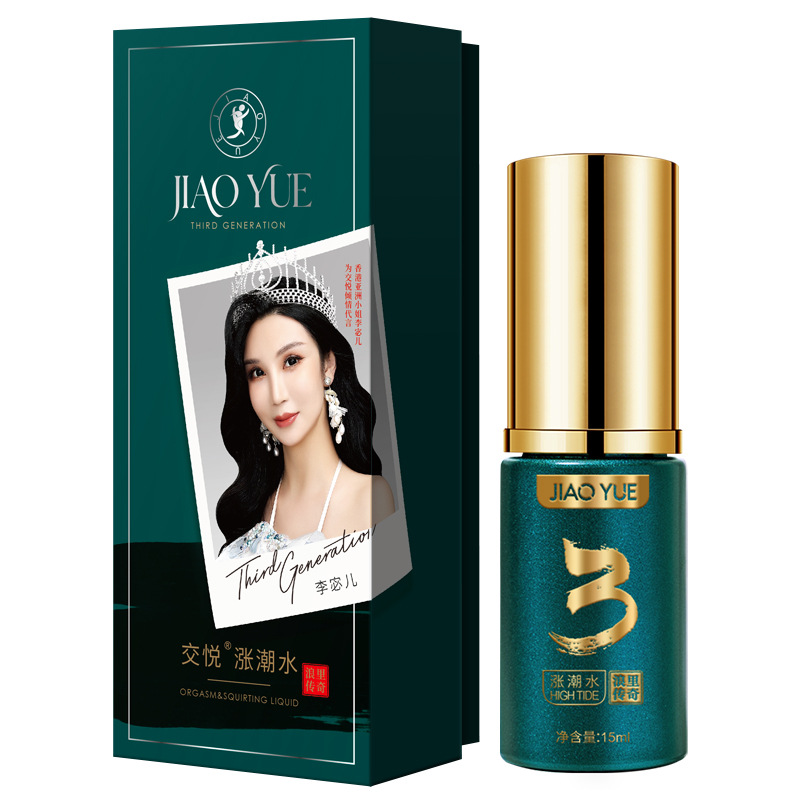 JIAOYUE
JIAO YUE
THIRD GENERATION
香港亚洲小姐李宓儿
为交悦倾情代言
Third Generation
李宓儿
交悦®涨潮水
浪里
传奇
ORGASM&SQUIRTING LIQUID
JIAO YUE
3
涨潮水
HIGH TIDE
浪里
传奇
净含量:15ml